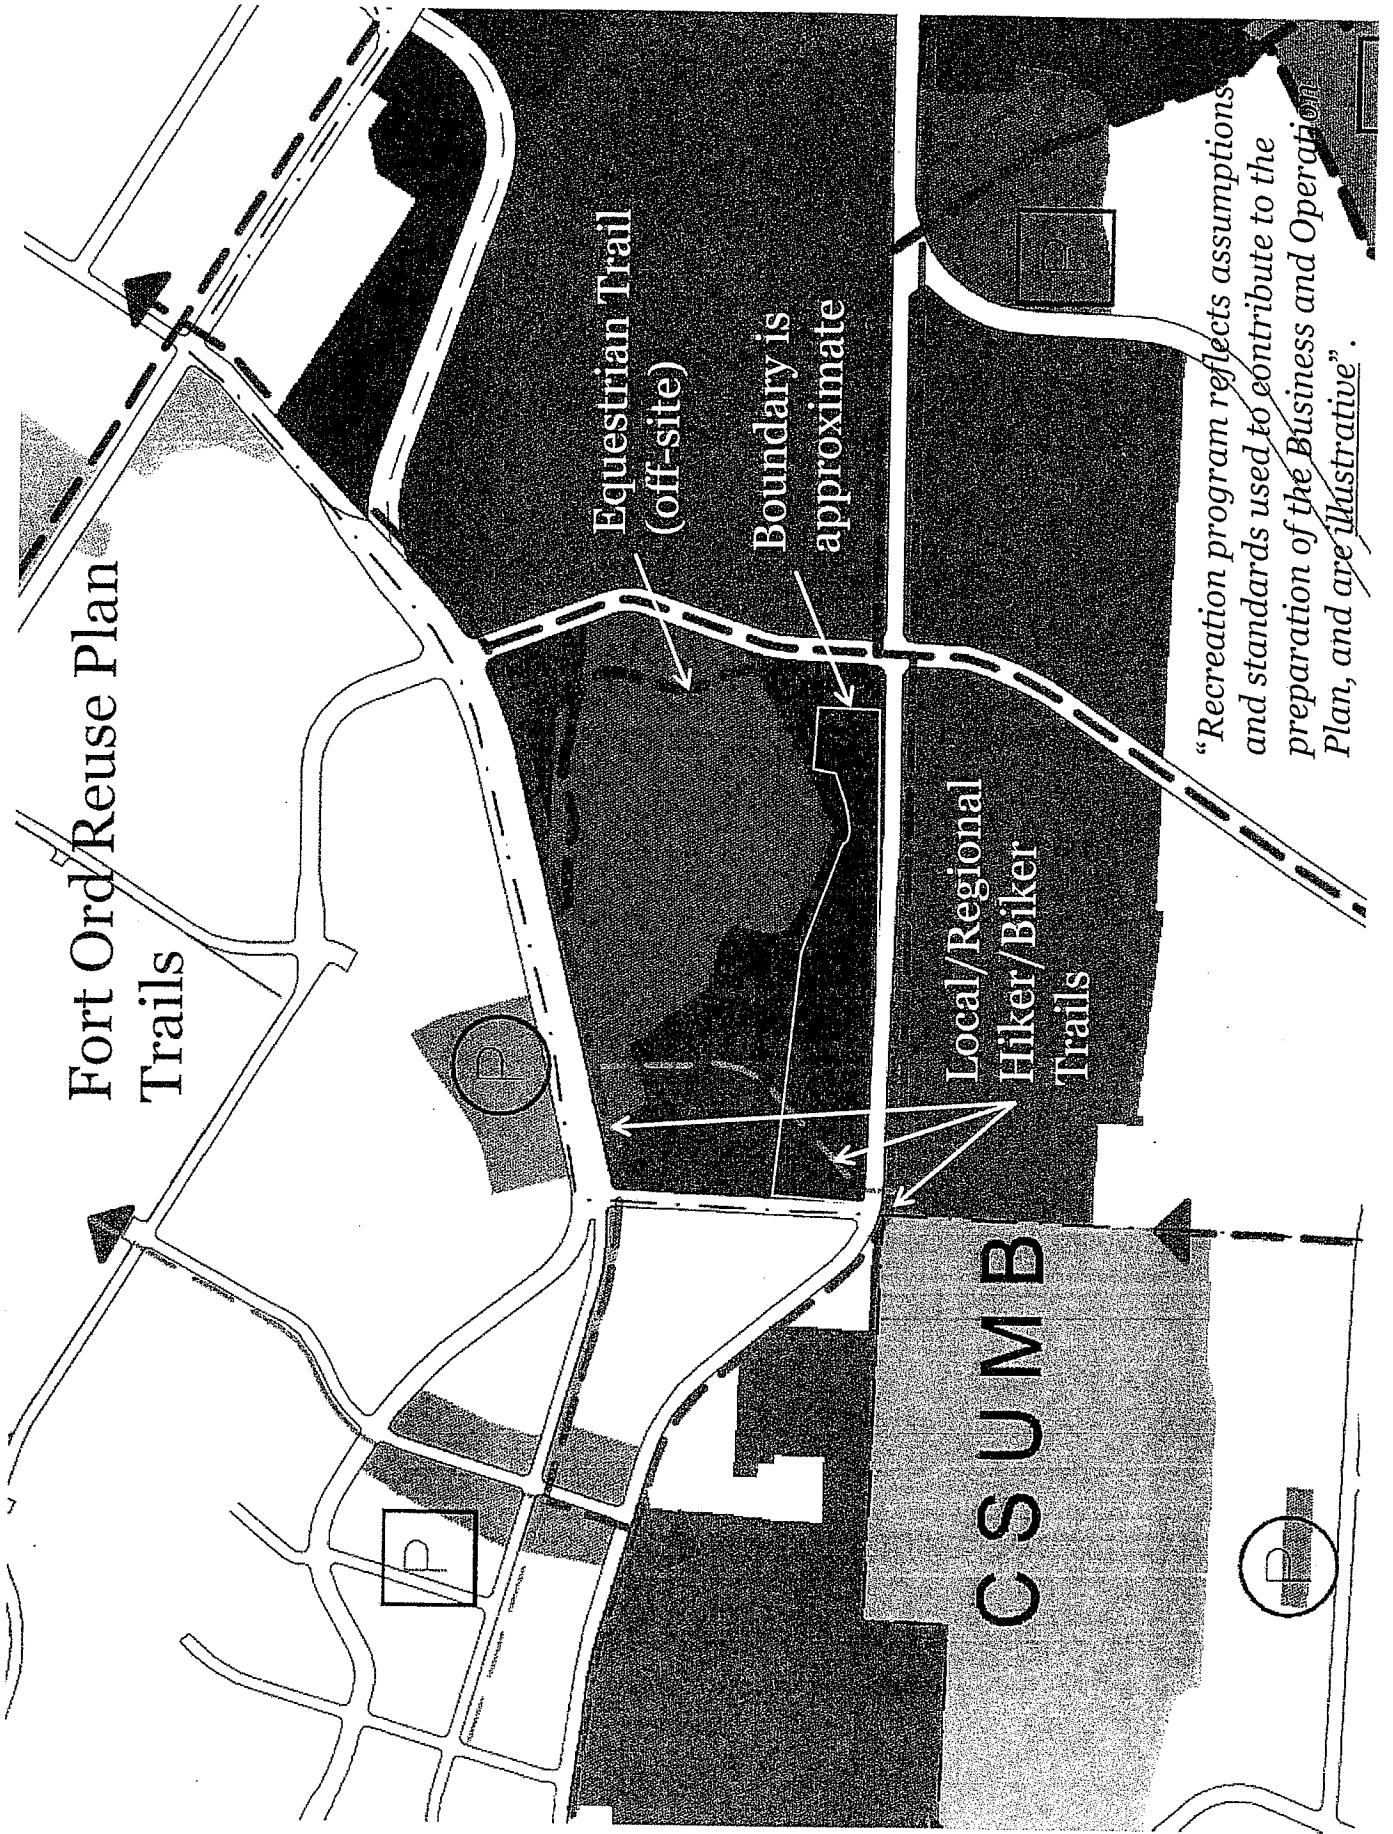 Fort Ord Reuse Plan
Trails
Equestrian Trail
(off-site)
Boundary is
approximate
Local/Regional
Hiker/Biker
Trails
P
P
P
P
CSUMB
“Recreation program reflects assumptions
and standards used to contribute to the
preparation of the Business and Operation
Plan, and are illustrative”.